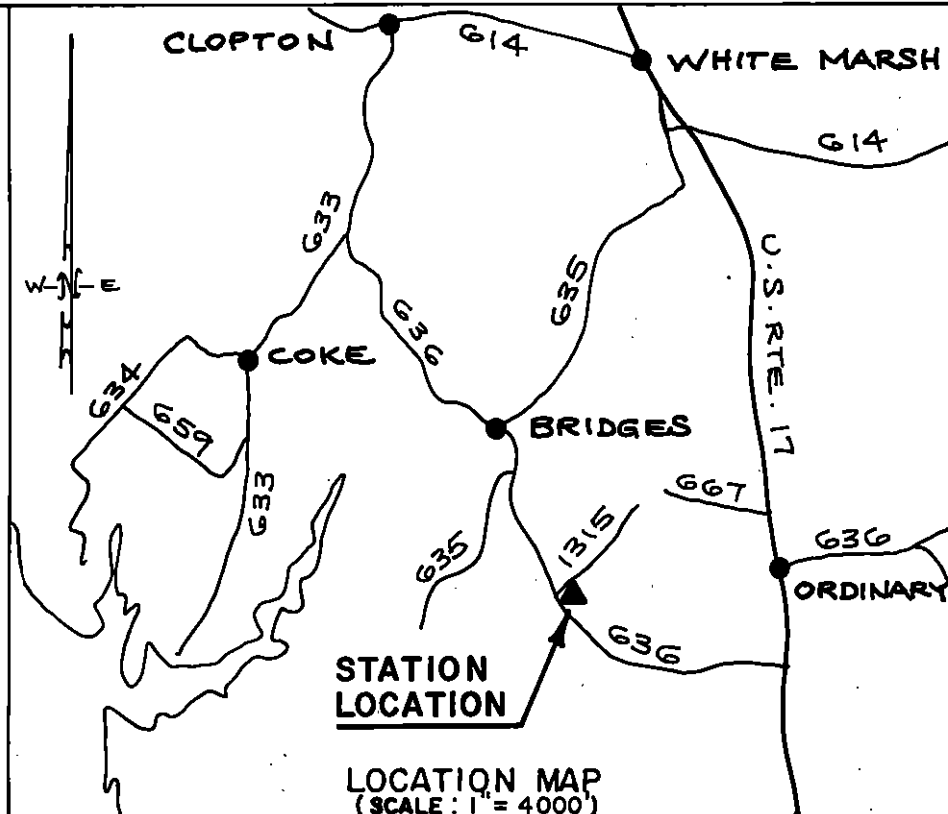 CLOPTON
614
WHITE MARSH
614
633
U.S. RTE. 17
635
W N E
636
COKE
634
659
BRIDGES
633
667
1315
635
636
ORDINARY
636
STATION
LOCATION
LOCATION MAP
(SCALE: 1" = 4000')